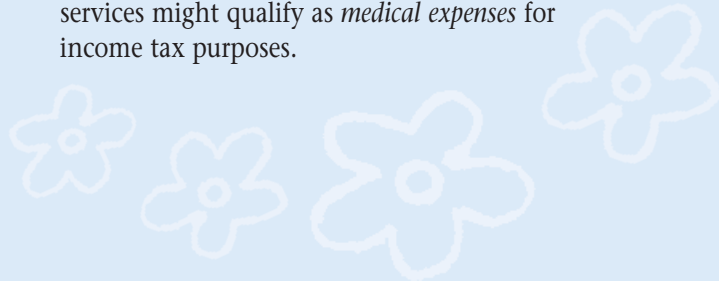 services might qualify as medical expenses for
income tax purposes.